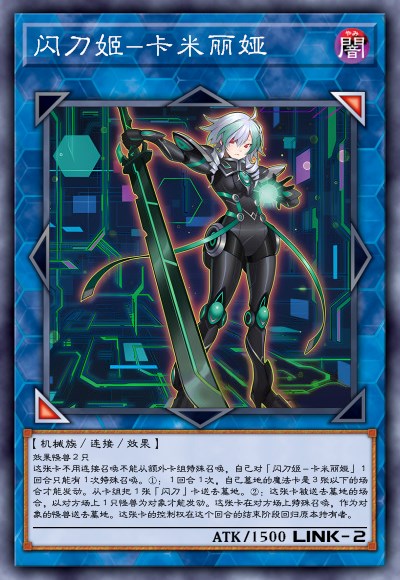 闪刀姬-卡米丽娅
やみ
闇
【机械族/连接/效果】
效果怪兽2只
这张卡不用连接召唤不能从额外卡组特殊召唤，自己对「闪刀姬-卡米丽娅」1
回合只能有1次特殊召唤。①：1回合1次，自己墓地的魔法卡是3张以下的场
合才能发动。从卡组把1张「闪刀」卡送去墓地。②：这张卡被送去墓地的场
合，以对方场上1只怪兽为对象才能发动。这张卡在对方场上特殊召唤，作为对
象的怪兽送去墓地。这张卡的控制权在这个回合的结束阶段回归原本持有者。
ATK/1500 LINK-2